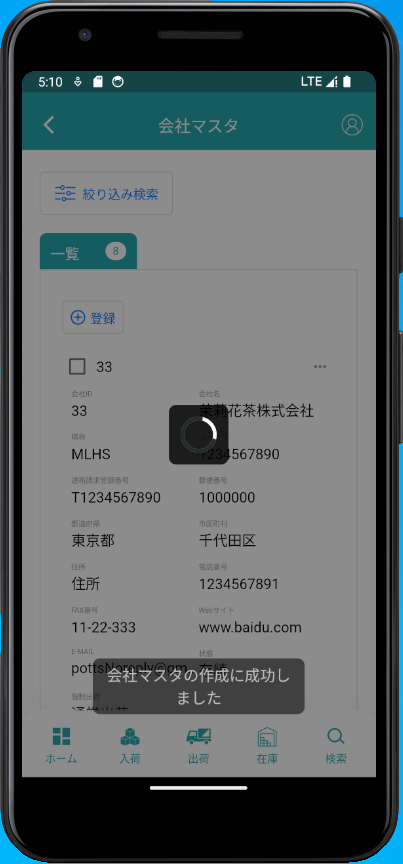 5:10 LTE
会社マスタ
絞り込み検索
一覧 8
登録
33
会社ID 会社名
33 茉莉花茶株式会社
略称
MLHS 1234567890
適格請求登録番号 郵便番号
T1234567890 1000000
都道府県 市区町村
東京都 千代田区
住所 電話番号
住所 1234567891
FAX番号 Webサイト
11-22-333 www.baidu.com
E-MAIL 状態
会社マスタの作成に成功し
ました
ホーム 入荷 出荷 在庫 検索